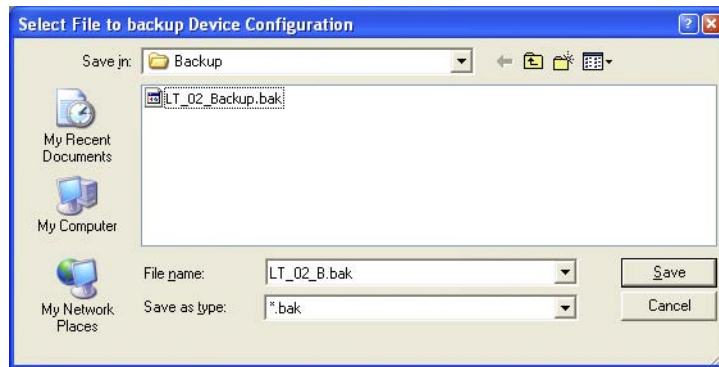 Select File to backup Device Configuration
Save in:
Backup
LT_02_Backup.bak
My Recent
Documents
My Computer
My Network
Places
File name:
LT_02_B.bak
Save
Save as type:
*.bak
Cancel